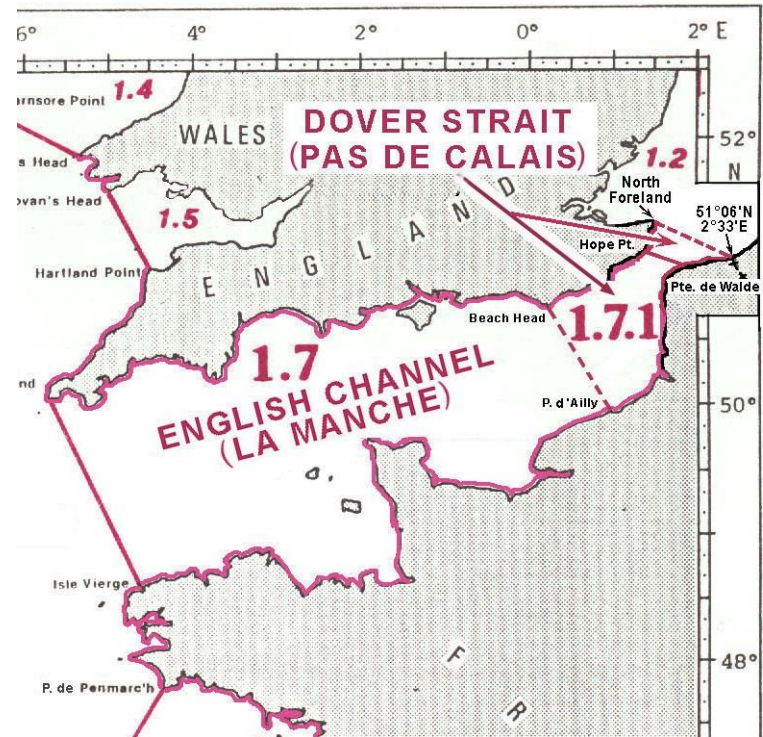 6°
4°
2°
0°
2° E
arnsore Point
1.4
WALES
DOVER STRAIT
(PAS DE CALAIS)
52°
N
1.2
s Head
North
Foreland
ovan's Head
1.5
51°06'N
2°33'E
Hope Pt.
Hartland Point
ENGLAND
Pte. de Walde
Beach Head
1.7.1
1.7
ENGLISH CHANNEL
(LA MANCHE)
nd
P. d'Ailly
50°
Isle Vierge
48°
P. de Penmarc'h
F R